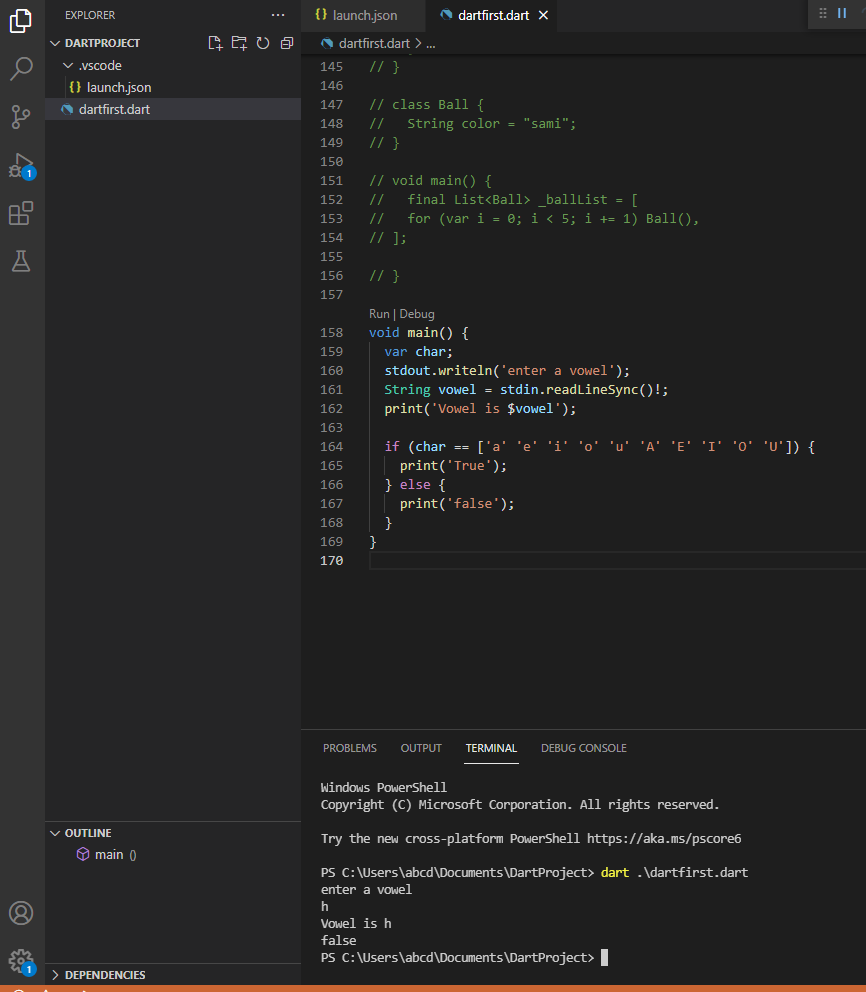 EXPLORER
DARTPROJECT
.vscode
{} launch.json
dartfirst.dart
OUTLINE
main ()
DEPENDENCIES
1
1
{} launch.json
dartfirst.dart
dartfirst.dart > ...
145 // }
146
147 // class Ball {
148 //   String color = "sami";
149 // }
150
151 // void main() {
152 //   final List<Ball> _ballList = [
153 //   for (var i = 0; i < 5; i += 1) Ball(),
154 // ];
155
156 // }
157
Run | Debug
158 void main() {
159   var char;
160   stdout.writeln('enter a vowel');
161   String vowel = stdin.readLineSync()!;
162   print('Vowel is $vowel');
163
164   if (char == ['a' 'e' 'i' 'o' 'u' 'A' 'E' 'I' 'O' 'U']) {
165     print('True');
166   } else {
167     print('false');
168   }
169 }
170
PROBLEMS OUTPUT TERMINAL DEBUG CONSOLE
Windows PowerShell
Copyright (C) Microsoft Corporation. All rights reserved.
Try the new cross-platform PowerShell https://aka.ms/pscore6
PS C:\Users\abcd\Documents\DartProject> dart .\dartfirst.dart
enter a vowel
h
Vowel is h
false
PS C:\Users\abcd\Documents\DartProject>